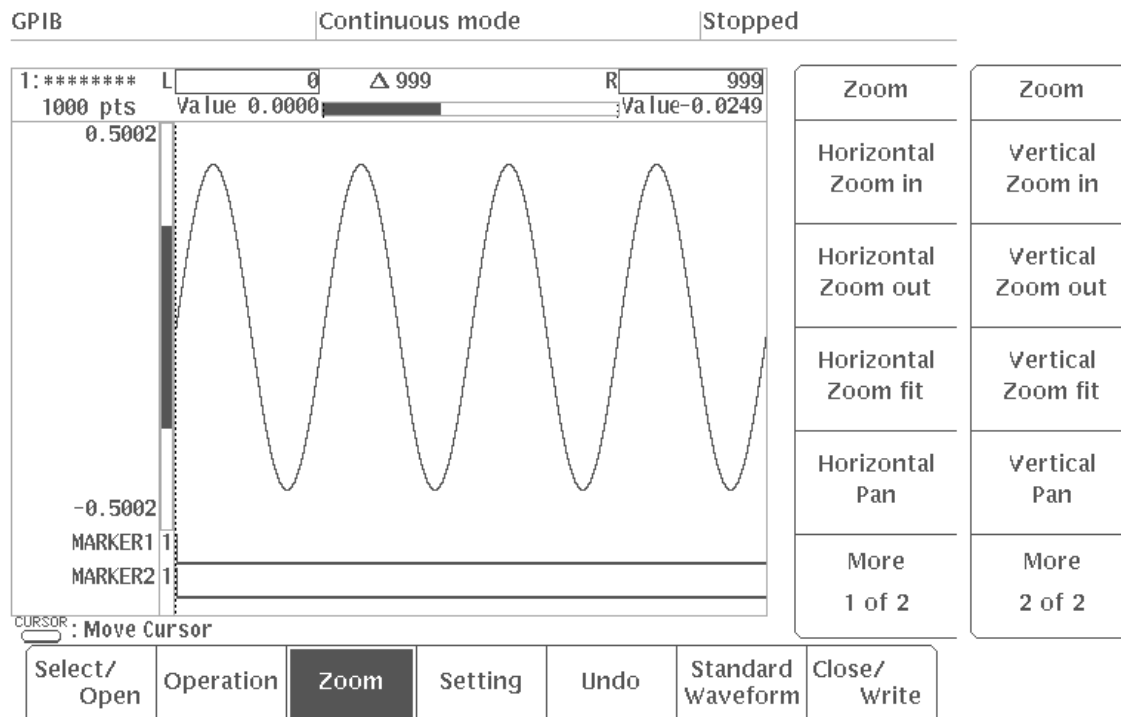 GPIB Continuous mode Stopped
1:******** L 0 Δ 999 R 999
1000 pts Value 0.0000 Value-0.0249
0.5002
-0.5002
MARKER1 1
MARKER2 1
CURSOR : Move Cursor
Zoom
Horizontal
Zoom in
Horizontal
Zoom out
Horizontal
Zoom fit
Horizontal
Pan
More
1 of 2
Zoom
Vertical
Zoom in
Vertical
Zoom out
Vertical
Zoom fit
Vertical
Pan
More
2 of 2
Select/
Open
Operation
Zoom
Setting
Undo
Standard
Waveform
Close/
Write